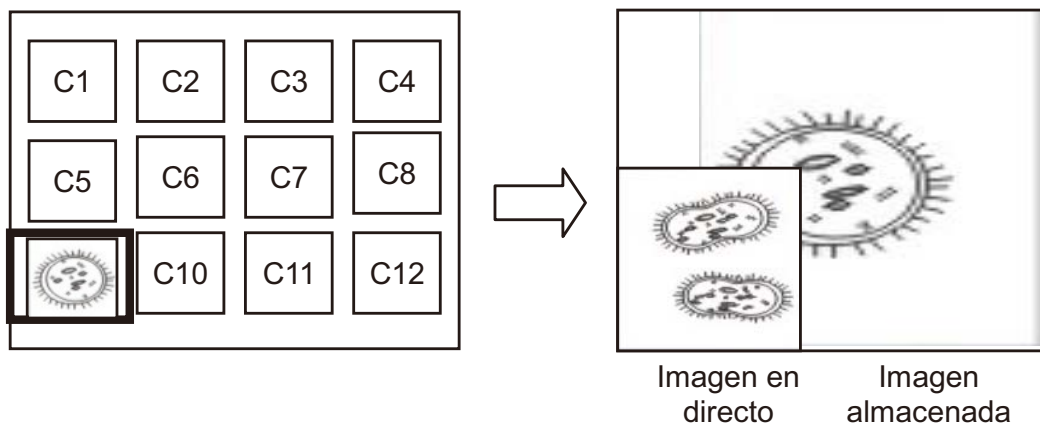 C1 C2 C3 C4
C5 C6 C7 C8
C10 C11 C12
Imagen en
directo
Imagen
almacenada